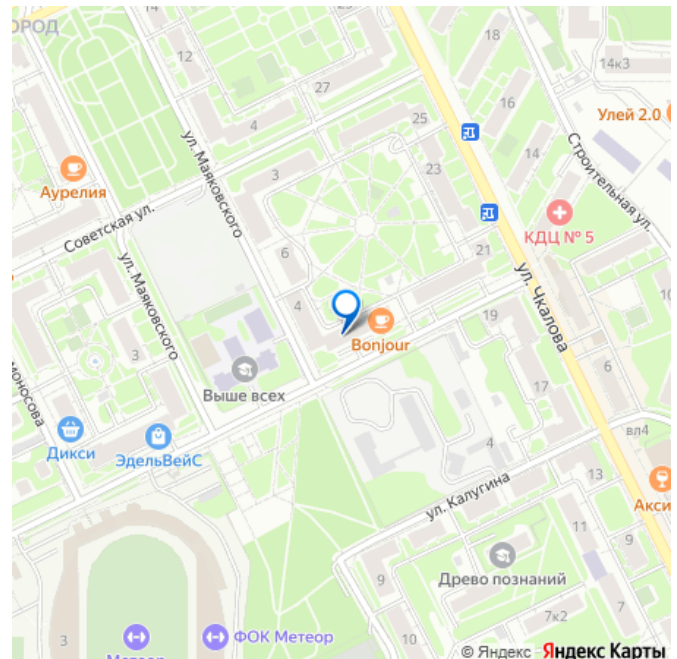 ОРОД
12
27
4
25
18
14к3
16
Улей 2.0
14
Строительная ул.
23
КДЦ № 5
21
ул. Чкалова
Аурелия
ул. Маяковского
3
Советская ул.
6
4
ул. Маяковского
Bonjour
19
10
Выше всех
3
моносова
Дикси
ЭдельВейС
17
6
4
вл4
13
Акси
ул. Калугина
11
Древо познаний
9
7к2
7
10
3
ФОК Метеор
Метеор
© Яндекс Яндекс Карты